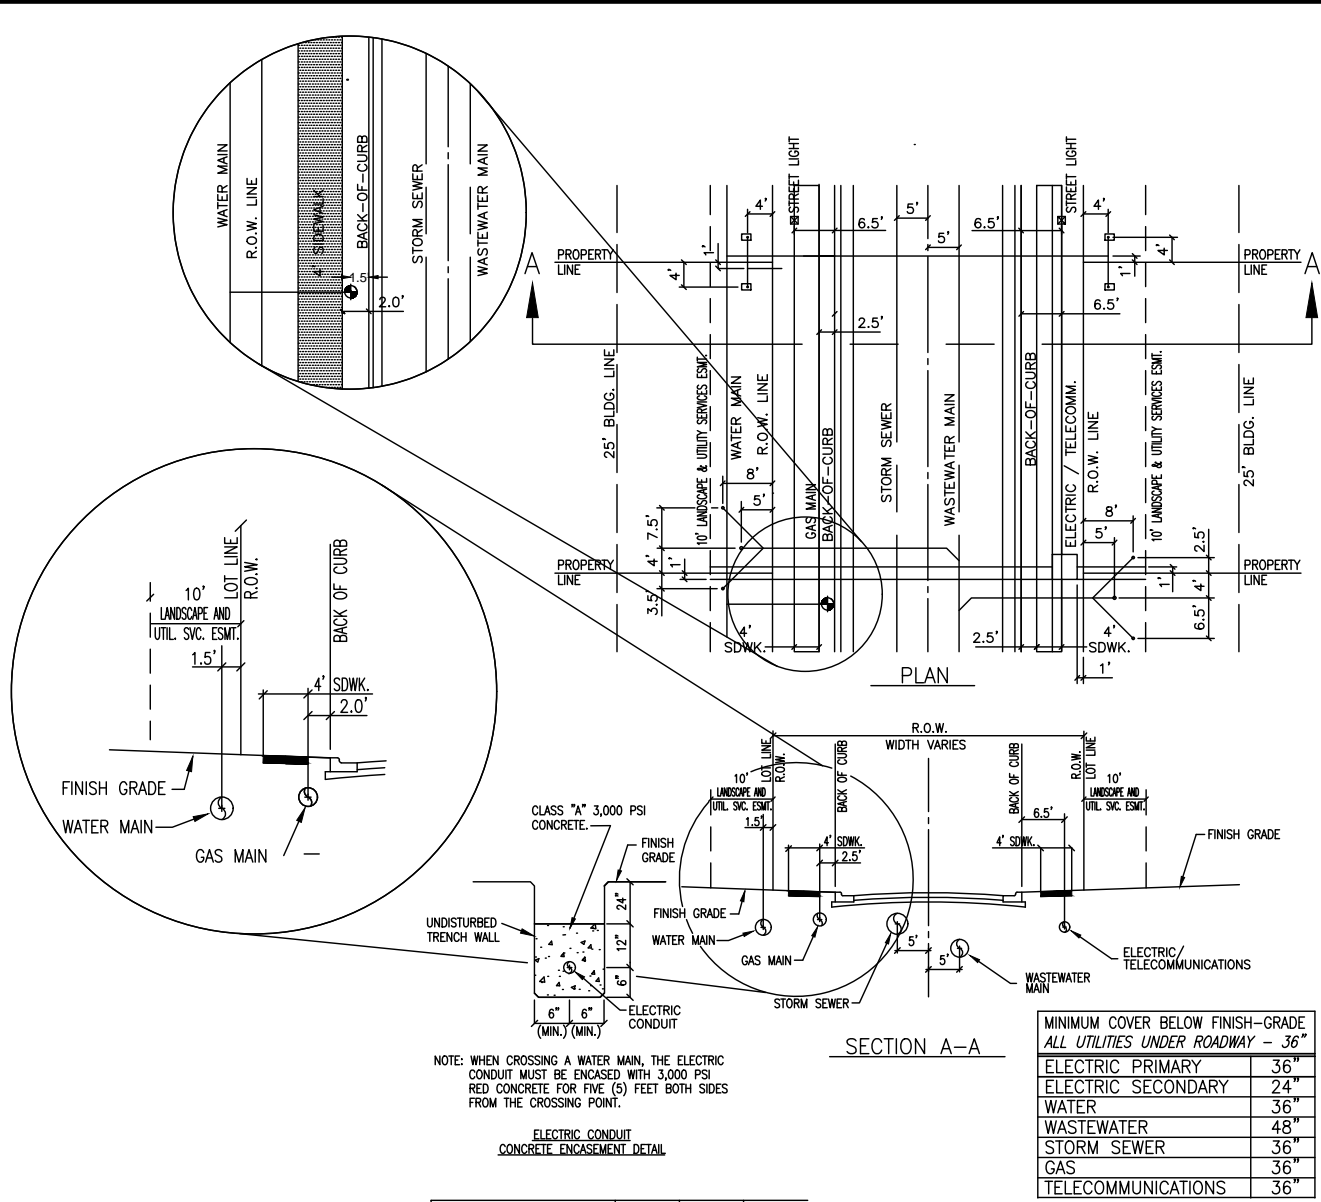 WATER MAIN
R.O.W. LINE
4' SIDEWALK
BACK-OF-CURB
STORM SEWER
WASTEWATER MAIN
1.5'
2.0'
STREET LIGHT
STREET LIGHT
4'
6.5'
5'
5'
6.5'
4'
1'
4'
4'
1'
6.5'
2.5'
A
PROPERTY
LINE
PROPERTY
LINE
A
25' BLDG. LINE
10' LANDSCAPE & UTILITY SERVICES ESMT.
WATER MAIN
R.O.W. LINE
GAS MAIN
BACK-OF-CURB
STORM SEWER
WASTEWATER MAIN
BACK-OF-CURB
ELECTRIC / TELECOMM.
R.O.W. LINE
10' LANDSCAPE & UTILITY SERVICES ESMT.
25' BLDG. LINE
8'
5'
7.5'
4'
1'
3.5'
8'
5'
2.5'
1'
4'
6.5'
PROPERTY
LINE
PROPERTY
LINE
4'
SDWK.
2.5'
4'
SDWK.
1'
PLAN
10'
LANDSCAPE AND
UTIL. SVC. ESMT.
LOT LINE
R.O.W.
BACK OF CURB
1.5'
4' SDWK.
2.0'
FINISH GRADE
WATER MAIN
GAS MAIN
R.O.W.
WIDTH VARIES
LOT LINE
R.O.W.
BACK OF CURB
BACK OF CURB
R.O.W.
LOT LINE
10'
LANDSCAPE AND
UTIL. SVC. ESMT.
10'
LANDSCAPE AND
UTIL. SVC. ESMT.
1.5'
4' SDWK.
2.5'
6.5'
4' SDWK.
FINISH GRADE
FINISH GRADE
WATER MAIN
GAS MAIN
STORM SEWER
5'
5'
WASTEWATER
MAIN
ELECTRIC/
TELECOMMUNICATIONS
SECTION A-A
CLASS "A" 3,000 PSI
CONCRETE.
FINISH
GRADE
UNDISTURBED
TRENCH WALL
24"
12"
6"
6"
(MIN.)
6"
(MIN.)
ELECTRIC
CONDUIT
NOTE: WHEN CROSSING A WATER MAIN, THE ELECTRIC
CONDUIT MUST BE ENCASED WITH 3,000 PSI
RED CONCRETE FOR FIVE (5) FEET BOTH SIDES
FROM THE CROSSING POINT.
ELECTRIC CONDUIT
CONCRETE ENCASEMENT DETAIL
MINIMUM COVER BELOW FINISH-GRADE
ALL UTILITIES UNDER ROADWAY - 36"
ELECTRIC PRIMARY 36"
ELECTRIC SECONDARY 24"
WATER 36"
WASTEWATER 48"
STORM SEWER 36"
GAS 36"
TELECOMMUNICATIONS 36"